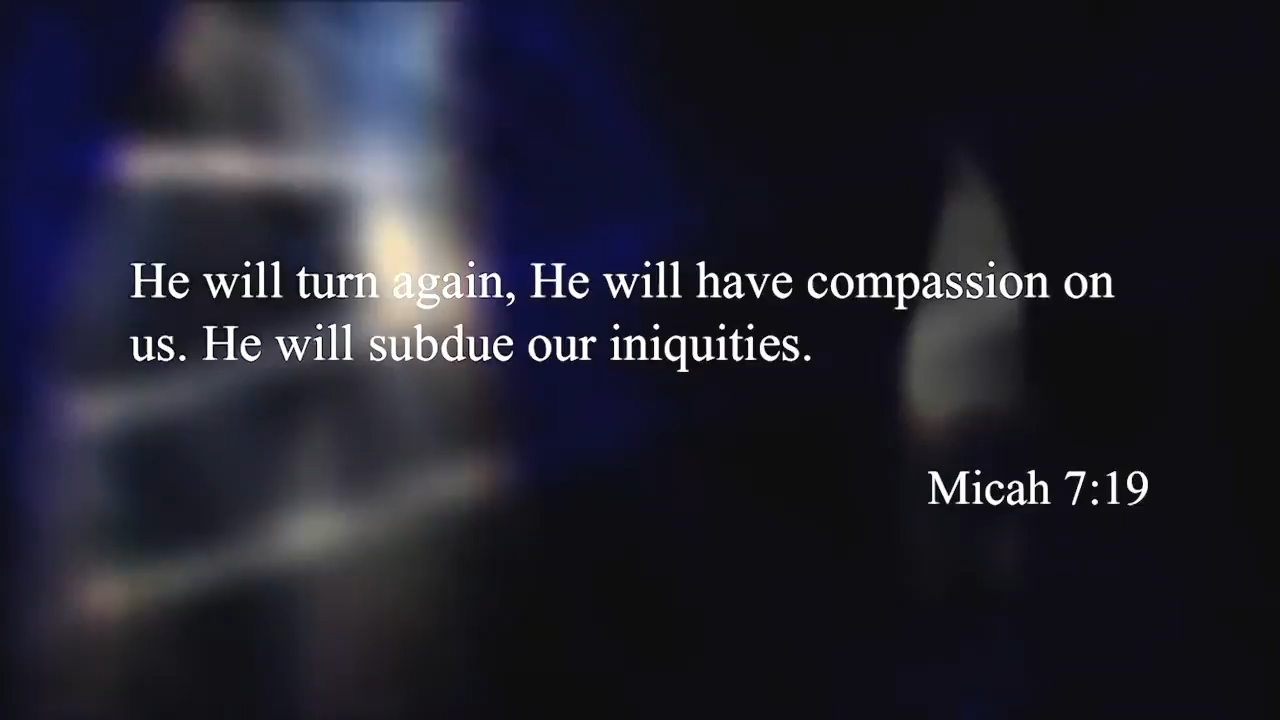 He will turn again, He will have compassion on
us. He will subdue our iniquities.
Micah 7:19